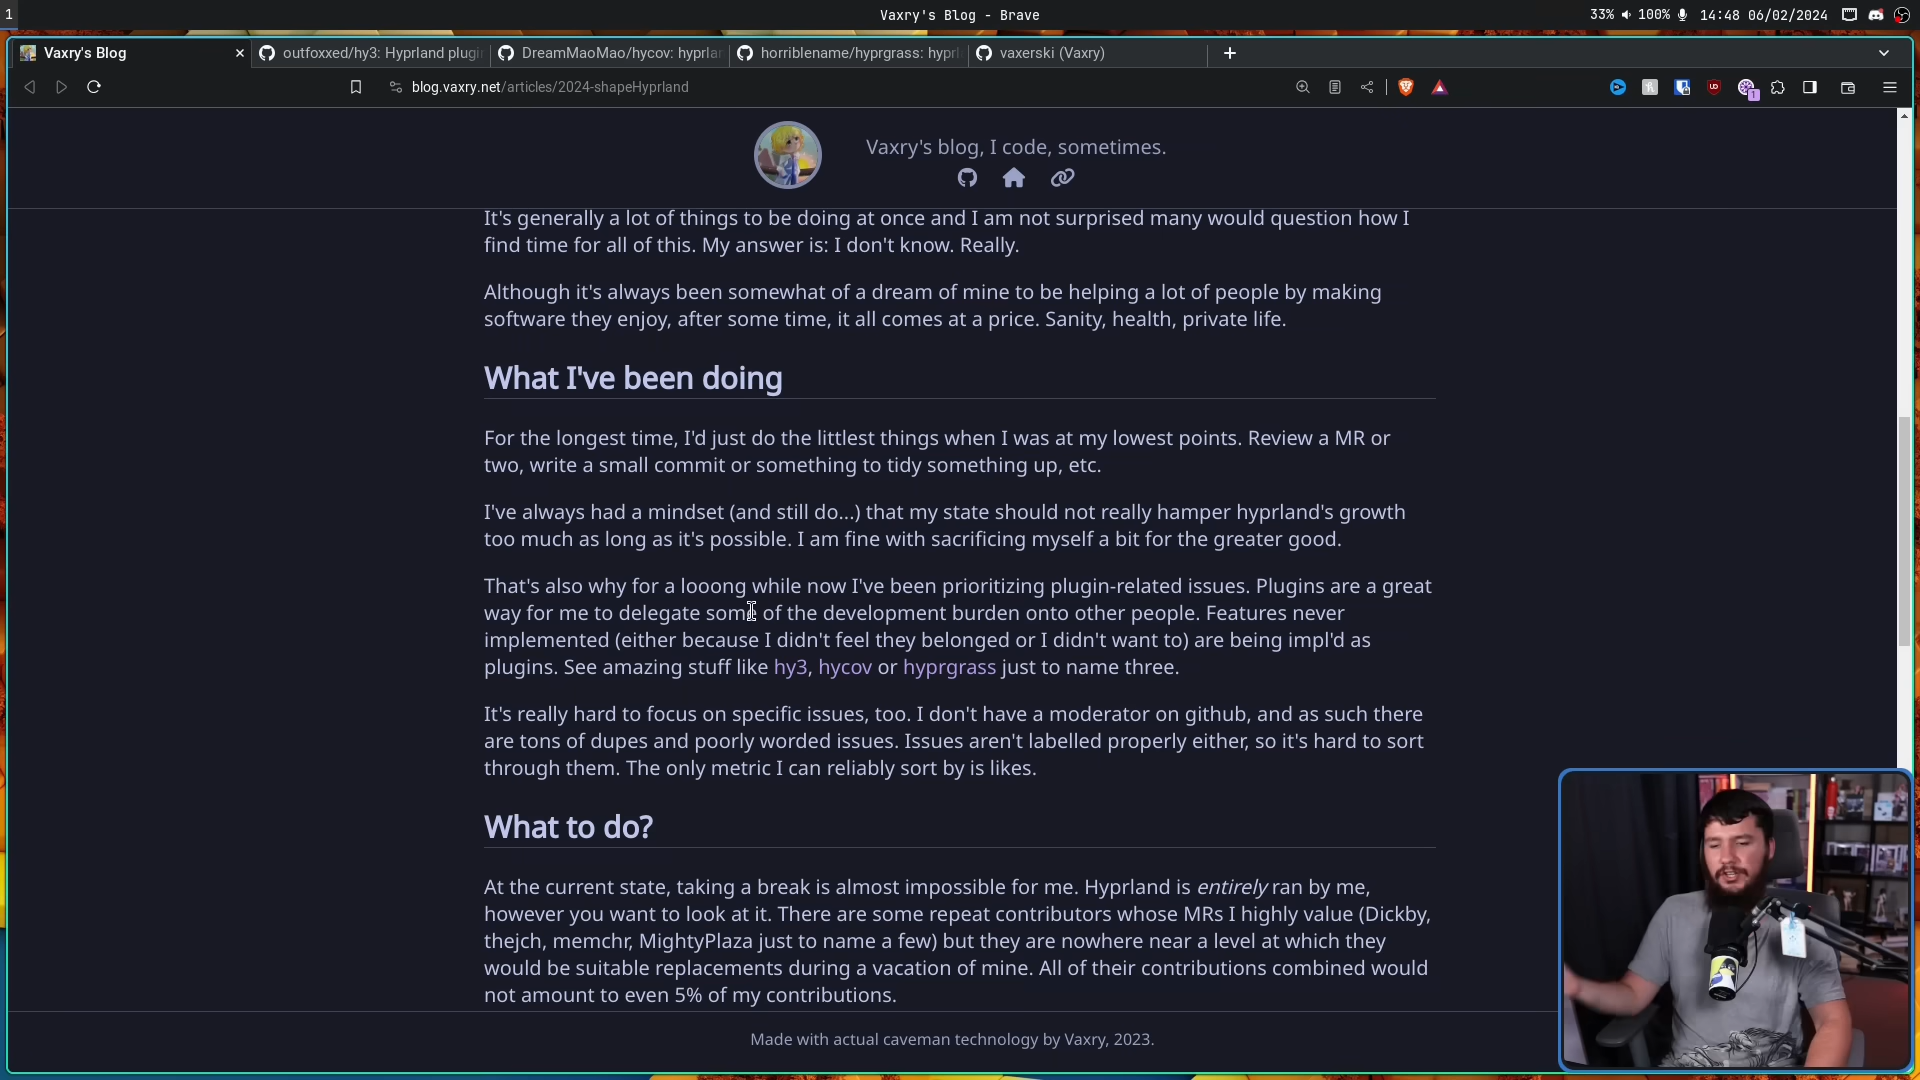 1
Vaxry's Blog - Brave
33% 100% 14:48 06/02/2024
Vaxry's Blog
outfoxxed/hy3: Hyprland plugi
DreamMaoMao/hycov: hyprlan
horriblename/hyprgrass: hyprl
vaxerski (Vaxry)
blog.vaxry.net/articles/2024-shapeHyprland
1
Vaxry's blog, I code, sometimes.
It's generally a lot of things to be doing at once and I am not surprised many would question how I
find time for all of this. My answer is: I don't know. Really.
Although it's always been somewhat of a dream of mine to be helping a lot of people by making
software they enjoy, after some time, it all comes at a price. Sanity, health, private life.
What I've been doing
For the longest time, I'd just do the littlest things when I was at my lowest points. Review a MR or
two, write a small commit or something to tidy something up, etc.
I've always had a mindset (and still do...) that my state should not really hamper hyprland's growth
too much as long as it's possible. I am fine with sacrificing myself a bit for the greater good.
That's also why for a looong while now I've been prioritizing plugin-related issues. Plugins are a great
way for me to delegate some of the development burden onto other people. Features never
implemented (either because I didn't feel they belonged or I didn't want to) are being impl'd as
plugins. See amazing stuff like hy3, hycov or hyprgrass just to name three.
It's really hard to focus on specific issues, too. I don't have a moderator on github, and as such there
are tons of dupes and poorly worded issues. Issues aren't labelled properly either, so it's hard to sort
through them. The only metric I can reliably sort by is likes.
What to do?
At the current state, taking a break is almost impossible for me. Hyprland is entirely ran by me,
however you want to look at it. There are some repeat contributors whose MRs I highly value (Dickby,
thejch, memchr, MightyPlaza just to name a few) but they are nowhere near a level at which they
would be suitable replacements during a vacation of mine. All of their contributions combined would
not amount to even 5% of my contributions.
Made with actual caveman technology by Vaxry, 2023.